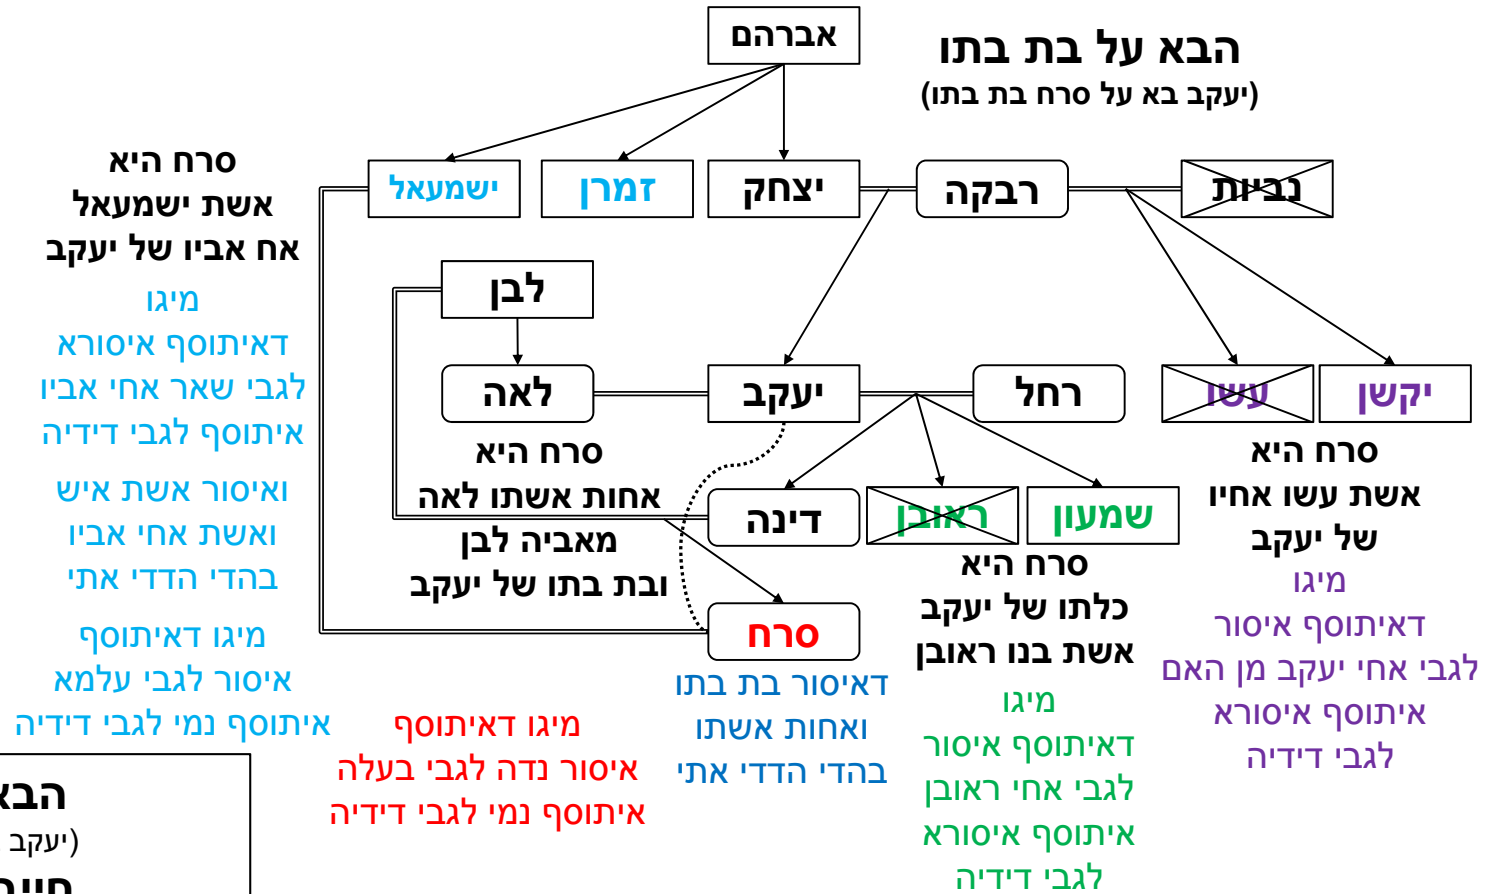 אברהם
הבא על בת בתו
(יעקב בא על סרח בת בתו)
נביות
רבקה
יצחק
זמרן
ישמעאל
סרח היא
אשת ישמעאל
אח אביו של יעקב
מיגו
דאיתוסף איסורא
לגבי שאר אחי אביו
איתוסף לגבי דידיה
ואיסור אשת איש
ואשת אחי אביו
בהדי הדדי אתי
מיגו דאיתוסף
איסור לגבי עלמא
איתוסף נמי לגבי דידיה
לבן
יקשן
עשו
רחל
יעקב
לאה
סרח היא
אשת עשו אחיו
של יעקב
מיגו
דאיתוסף איסור
לגבי אחי יעקב מן האם
איתוסף איסורא
לגבי דידיה
סרח היא
אחות אשתו לאה
מאביה לבן
ובת בתו של יעקב
שמעון
ראובן
דינה
סרח היא
כלתו של יעקב
אשת בנו ראובן
מיגו
דאיתוסף איסור
לגבי אחי ראובן
איתוסף איסורא
לגבי דידיה
סרח
דאיסור בת בתו
ואחות אשתו
בהדי הדדי אתי
מיגו דאיתוסף
איסור נדה לגבי בעלה
איתוסף נמי לגבי דידיה
הבא
(יעקב